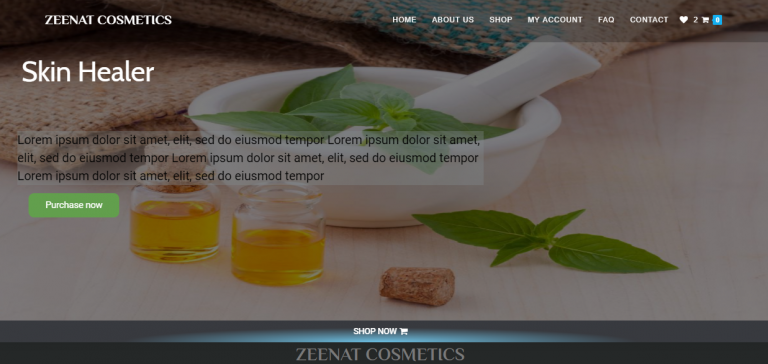 ZEENAT COSMETICS
HOME ABOUT US SHOP MY ACCOUNT FAQ CONTACT 2 0
Skin Healer
Lorem ipsum dolor sit amet, elit, sed do eiusmod tempor Lorem ipsum dolor sit amet,
elit, sed do eiusmod tempor Lorem ipsum dolor sit amet, elit, sed do eiusmod tempor
Lorem ipsum dolor sit amet, elit, sed do eiusmod tempor
Purchase now
SHOP NOW
ZEENAT COSMETICS